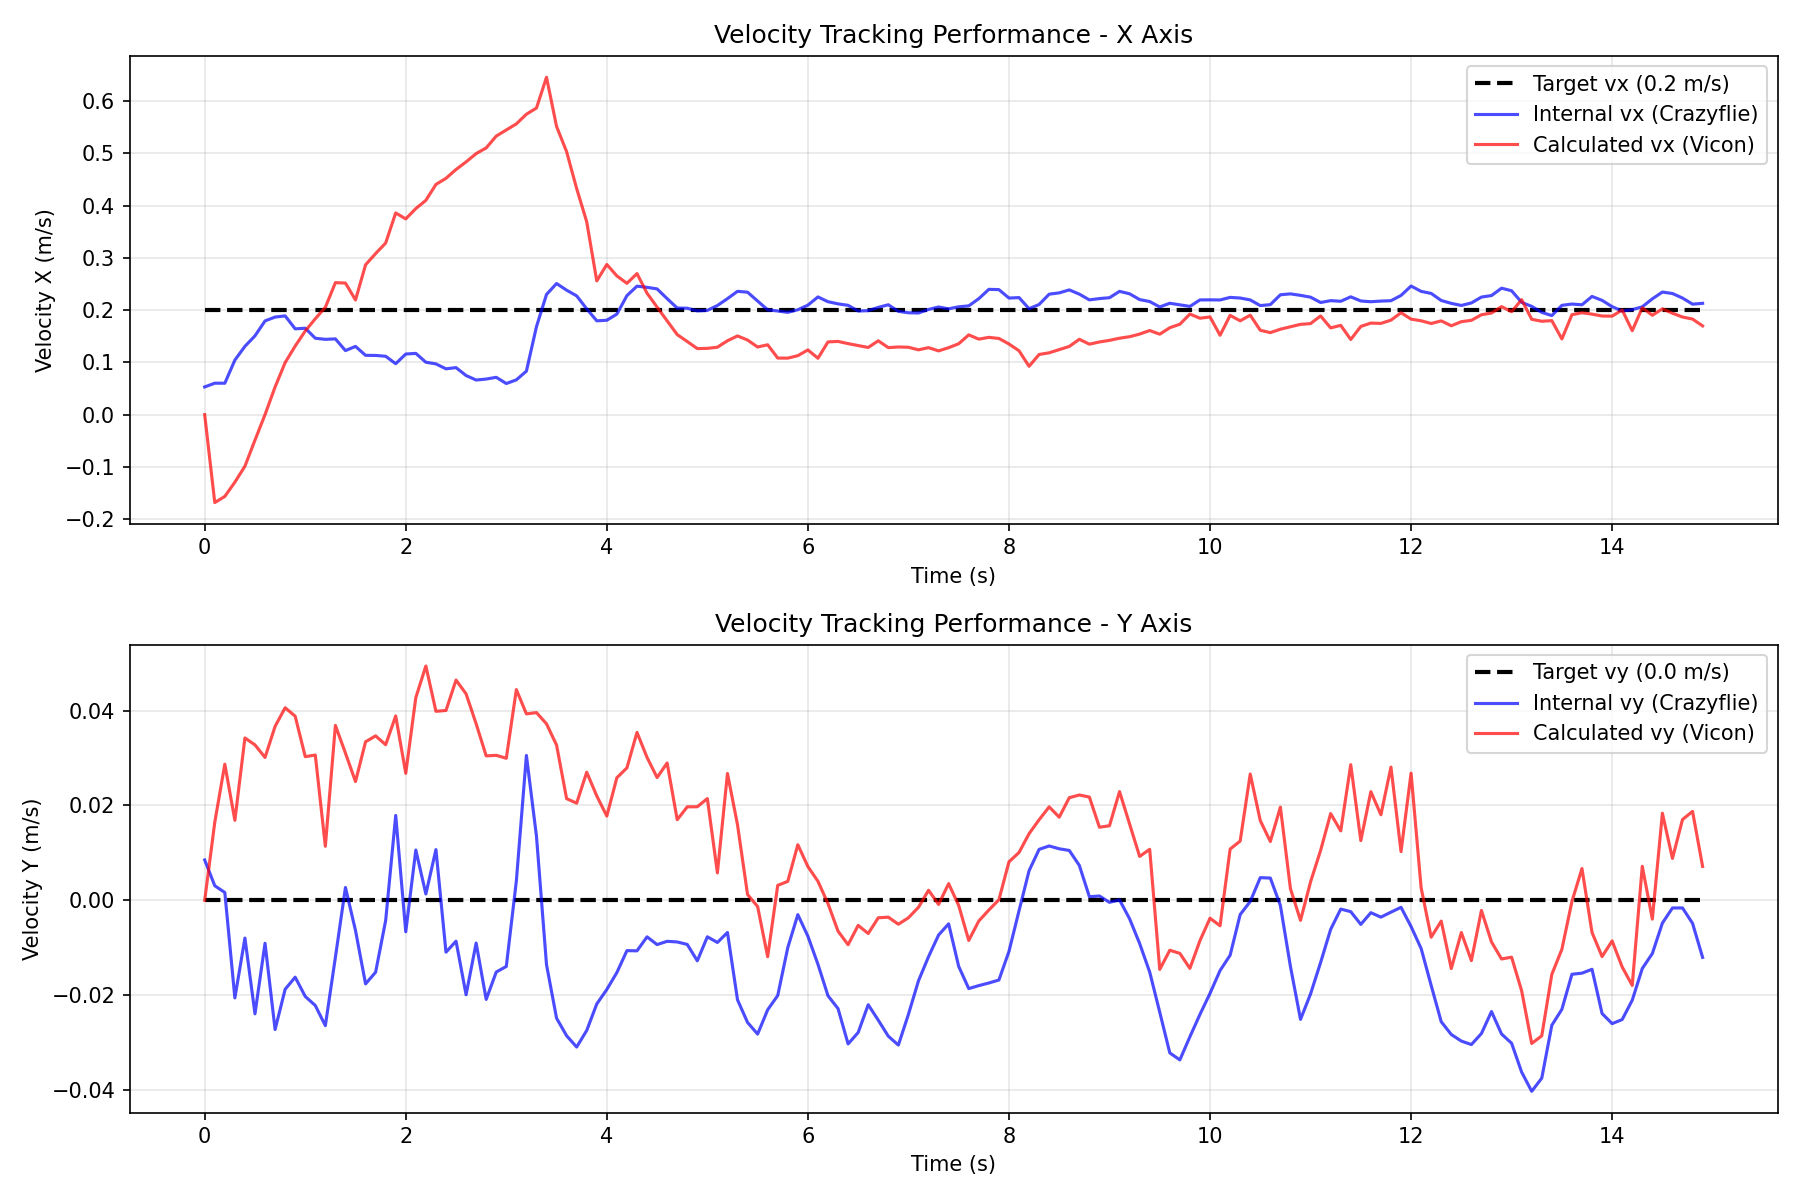 Velocity Tracking Performance - X Axis
Target vx (0.2 m/s)
Internal vx (Crazyflie)
Calculated vx (Vicon)
Velocity X (m/s)
0.6
0.5
0.4
0.3
0.2
0.1
0.0
−0.1
−0.2
0 2 4 6 8 10 12 14
Time (s)
Velocity Tracking Performance - Y Axis
Target vy (0.0 m/s)
Internal vy (Crazyflie)
Calculated vy (Vicon)
Velocity Y (m/s)
0.04
0.02
0.00
−0.02
−0.04
0 2 4 6 8 10 12 14
Time (s)